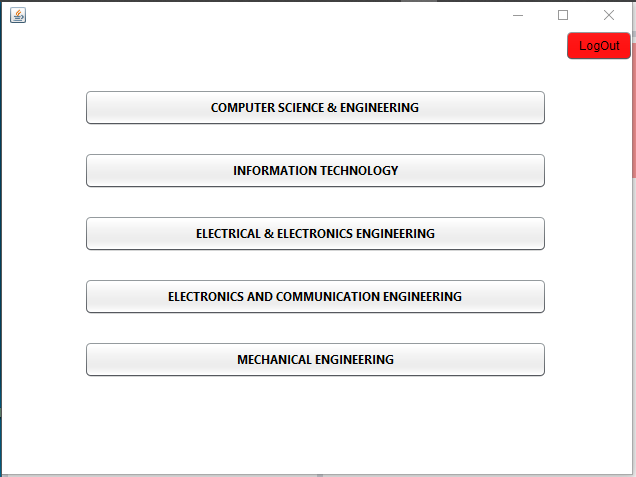 LogOut
COMPUTER SCIENCE & ENGINEERING
INFORMATION TECHNOLOGY
ELECTRICAL & ELECTRONICS ENGINEERING
ELECTRONICS AND COMMUNICATION ENGINEERING
MECHANICAL ENGINEERING